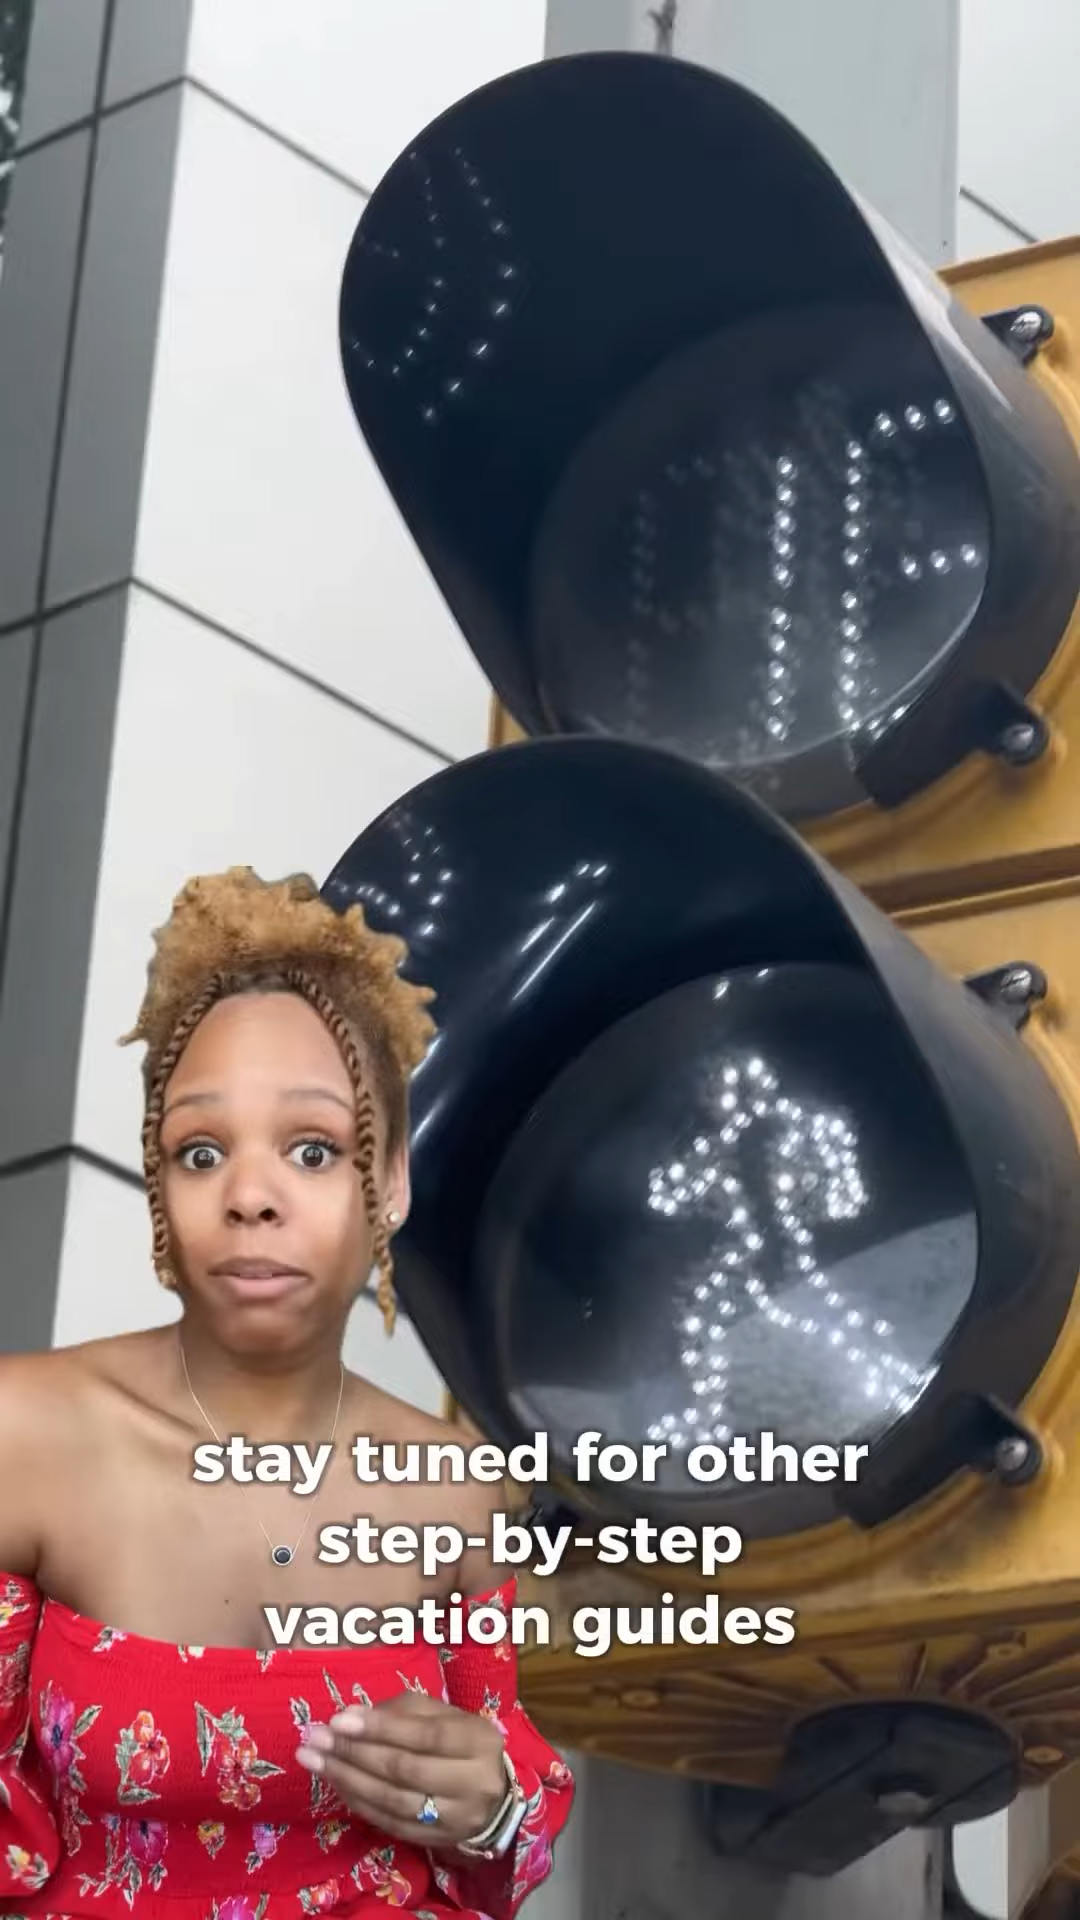 stay tuned for other
step-by-step
vacation guides